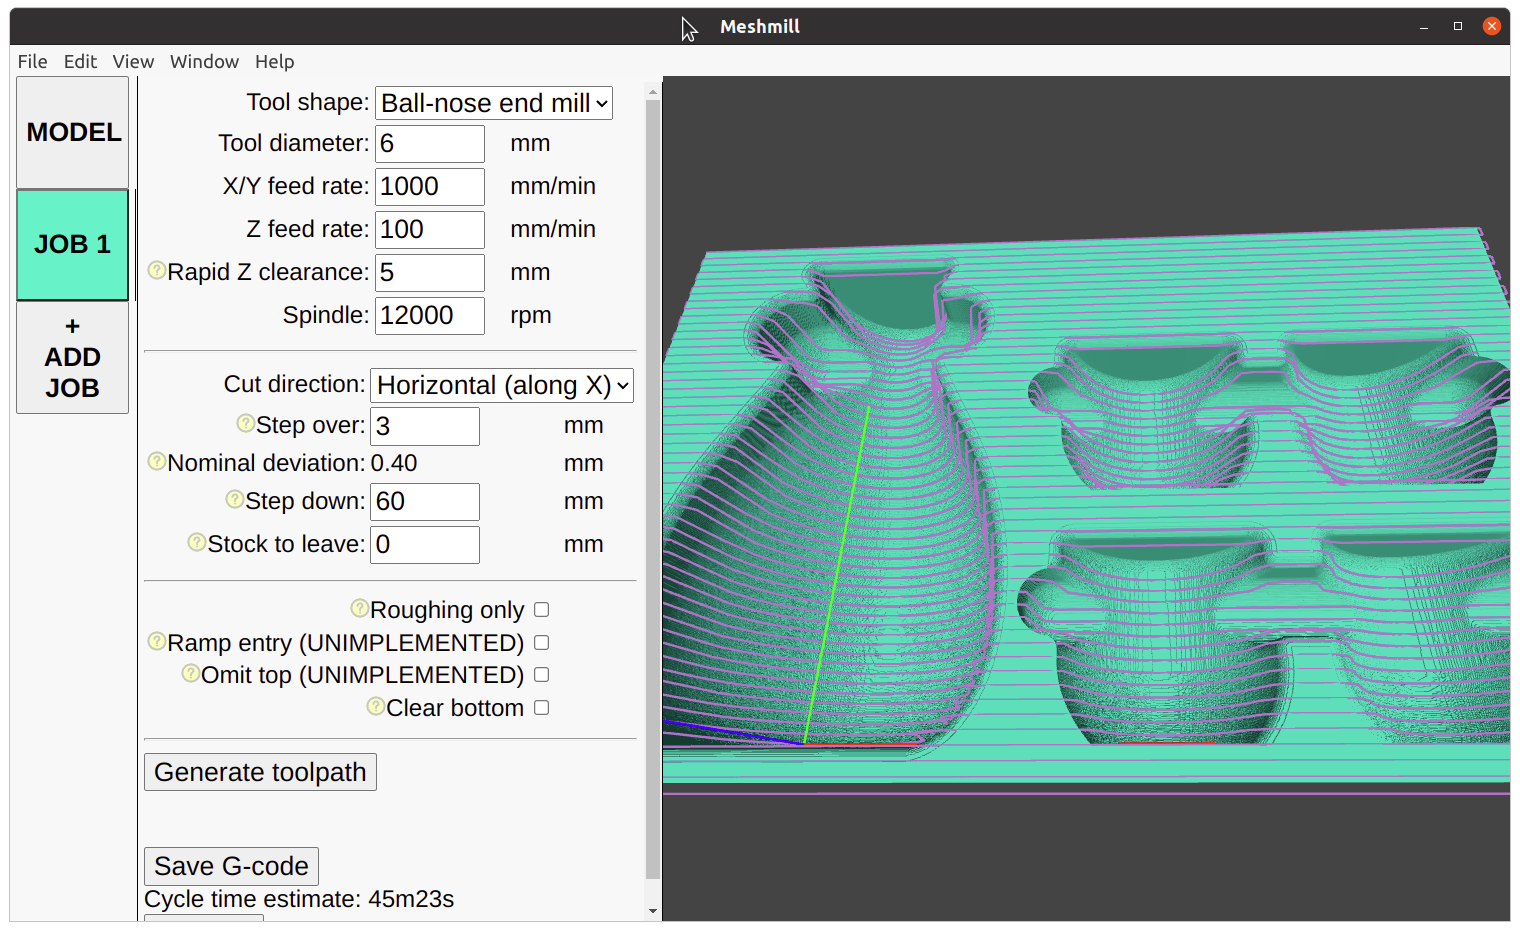 Meshmill
File Edit View Window Help
MODEL
JOB 1
+
ADD
JOB
Tool shape: Ball-nose end mill
Tool diameter: 6 mm
X/Y feed rate: 1000 mm/min
Z feed rate: 100 mm/min
? Rapid Z clearance: 5 mm
Spindle: 12000 rpm
Cut direction: Horizontal (along X)
? Step over: 3 mm
? Nominal deviation: 0.40 mm
? Step down: 60 mm
? Stock to leave: 0 mm
? Roughing only
? Ramp entry (UNIMPLEMENTED)
? Omit top (UNIMPLEMENTED)
? Clear bottom
Generate toolpath
Save G-code
Cycle time estimate: 45m23s